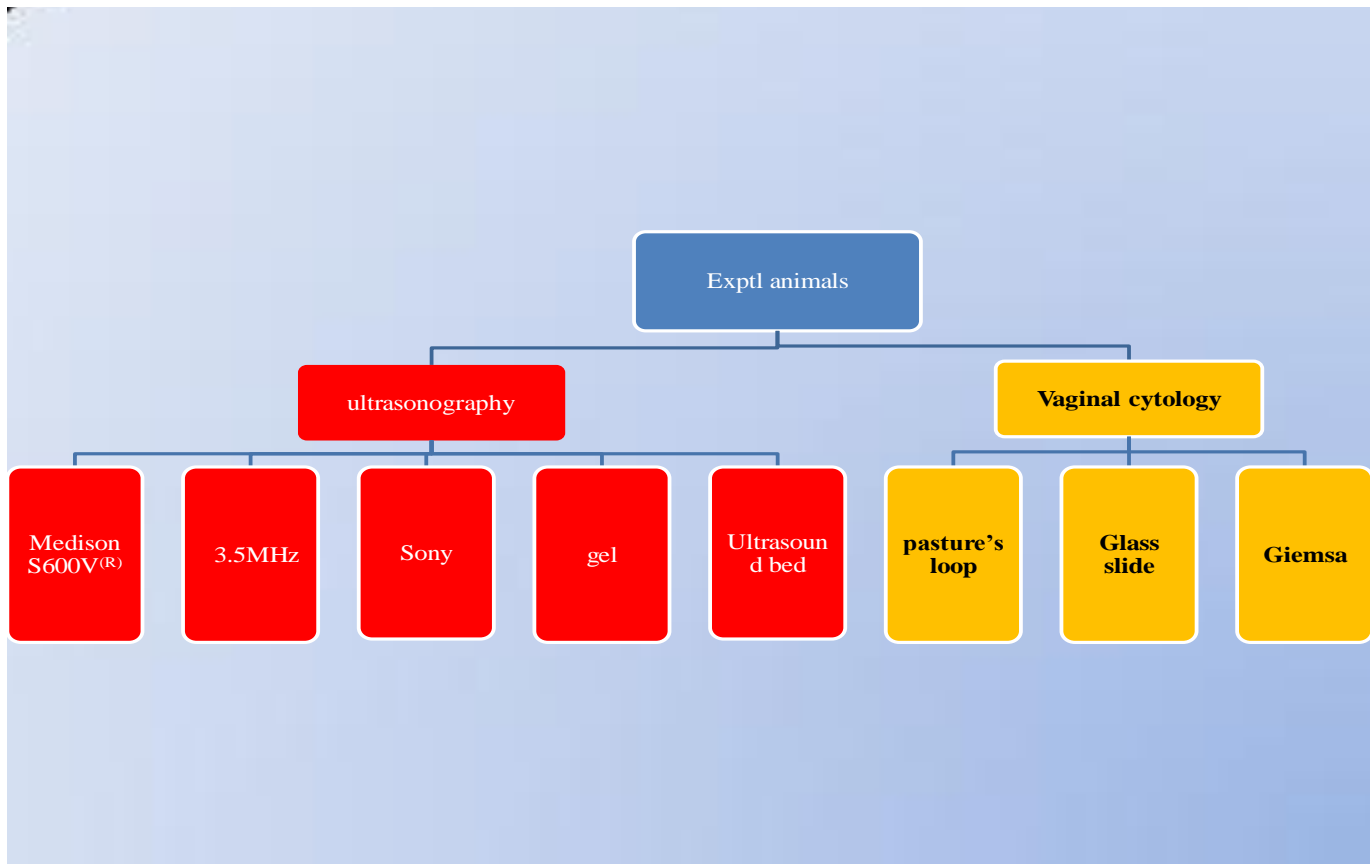 Exptl animals
ultrasonography
Vaginal cytology
Medison
S600V(R)
3.5MHz
Sony
gel
Ultrasoun
d bed
pasture's
loop
Glass
slide
Giemsa